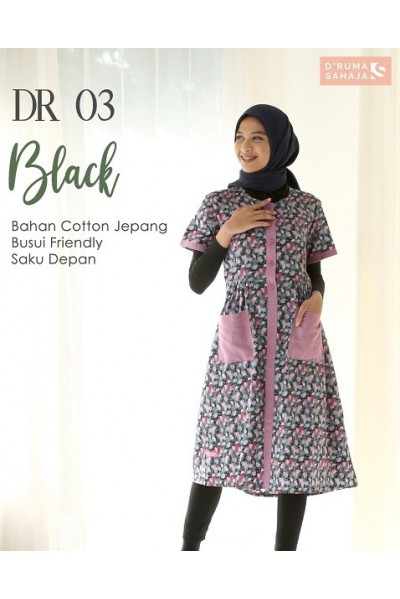 D'RUMA
SAHAJA
DR 03
Black
Bahan Cotton Jepang
Busui Friendly
Saku Depan